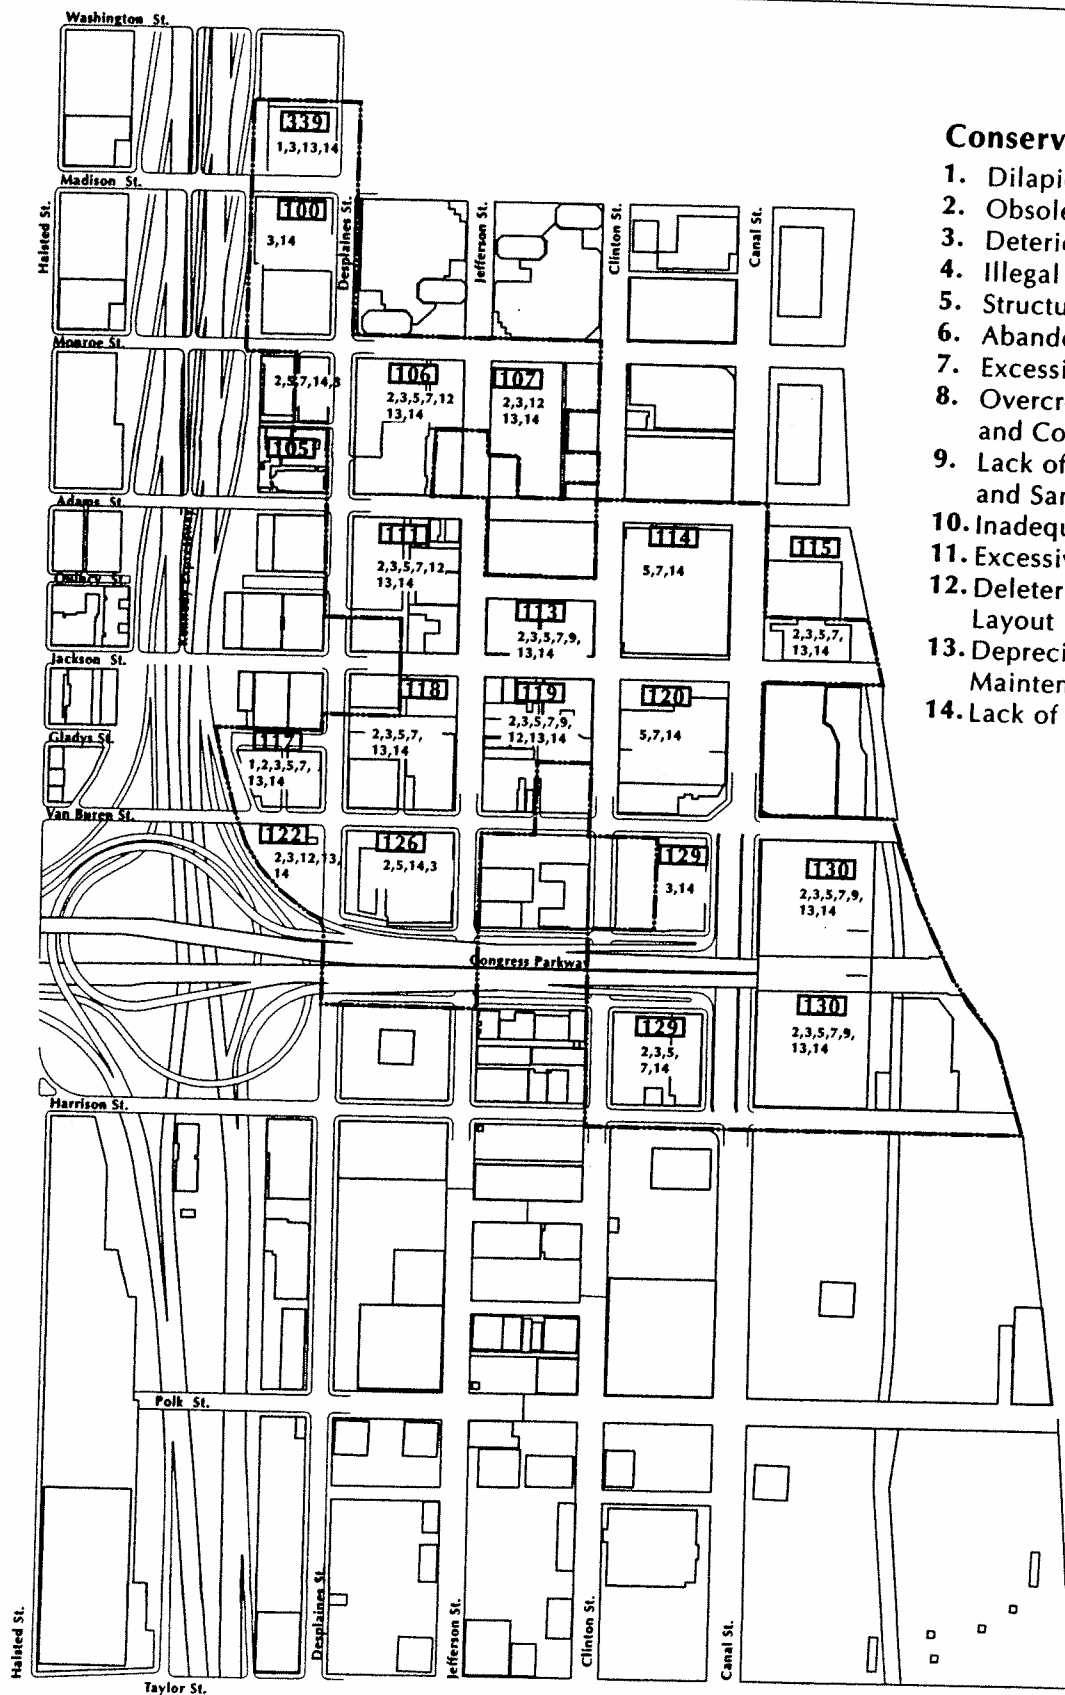 Washington St.
339
1,3,13,14
Madison St.
100
3,14
Halsted St.
Desplaines St.
Jefferson St.
Clinton St.
Canal St.
Monroe St.
2,5,7,14,3
106
2,3,5,7,12
13,14
107
2,3,12
13,14
105
Adams St.
Kennedy Expressway
111
2,3,5,7,12,
13,14
114
5,7,14
115
Quincy St.
113
2,3,5,7,9,
13,14
2,3,5,7,
13,14
Jackson St.
118
2,3,5,7,
13,14
119
2,3,5,7,9,
12,13,14
120
5,7,14
Gladys St.
117
1,2,3,5,7,
13,14
Van Buren St.
122
2,3,12,13,
14
126
2,5,14,3
129
3,14
130
2,3,5,7,9,
13,14
Congress Parkway
129
2,3,5,
7,14
130
2,3,5,7,9,
13,14
Harrison St.
Polk St.
Halsted St.
Desplaines St.
Jefferson St.
Clinton St.
Canal St.
Taylor St.
Conserv
1. Dilapi
2. Obsole
3. Deterio
4. Illegal
5. Structu
6. Abando
7. Excessi
8. Overcr
and Co
9. Lack of
and San
10. Inadequ
11. Excessiv
12. Deleter
Layout
13. Depreci
Mainten
14. Lack of